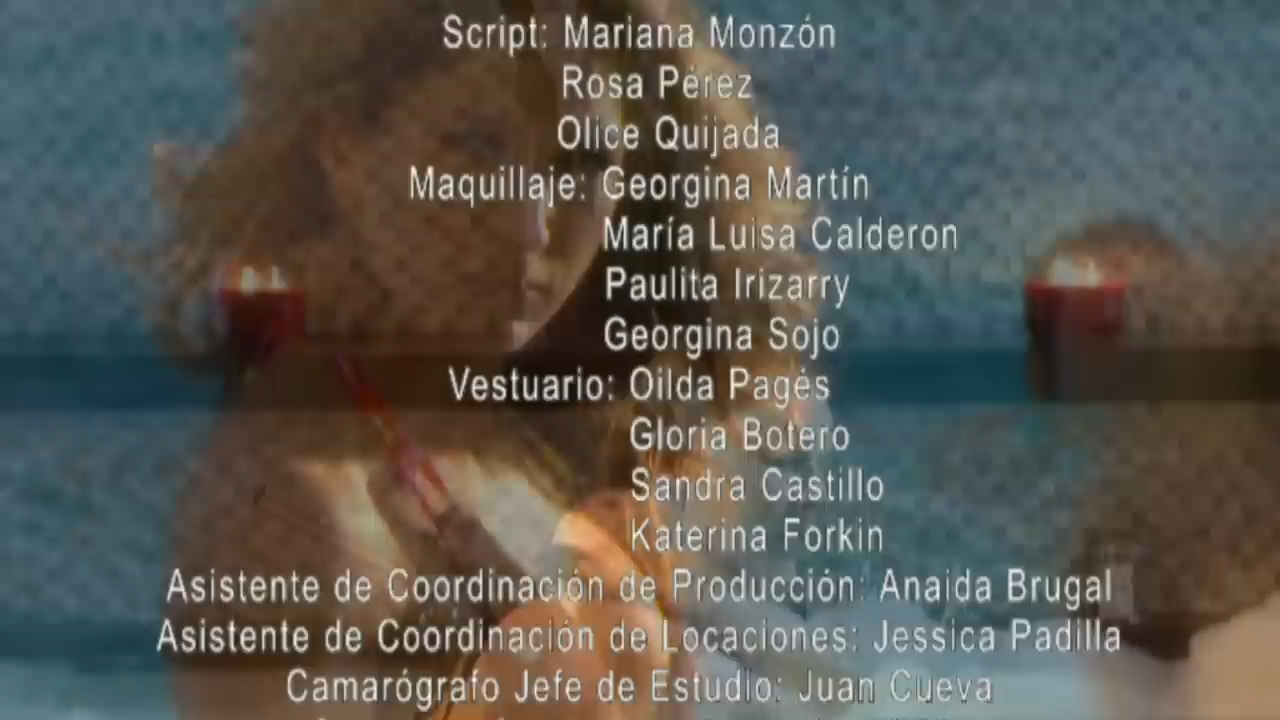 Script: Mariana Monzón
Rosa Pérez
Olice Quijada
Maquillaje: Georgina Martín
María Luisa Calderon
Paulita Irizarry
Georgina Sojo
Vestuario: Oilda Pagés
Gloria Botero
Sandra Castillo
Katerina Forkin
Asistente de Coordinación de Producción: Anaida Brugal
Asistente de Coordinación de Locaciones: Jessica Padilla
Camarógrafo Jefe de Estudio: Juan Cueva